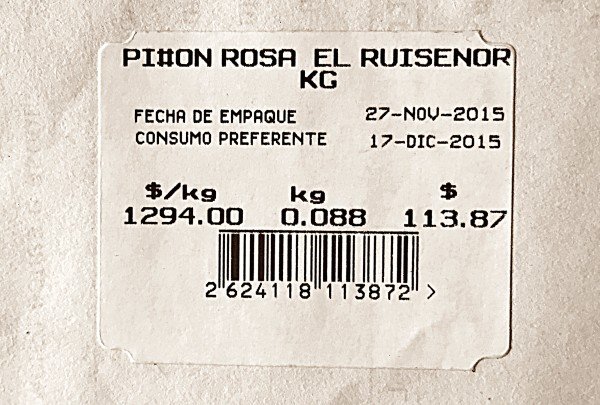 PI#ON ROSA EL RUISENOR
KG
FECHA DE EMPAQUE 27-NOV-2015
CONSUMO PREFERENTE 17-DIC-2015
$/kg kg $
1294.00 0.088 113.87
2 624118 113872 >